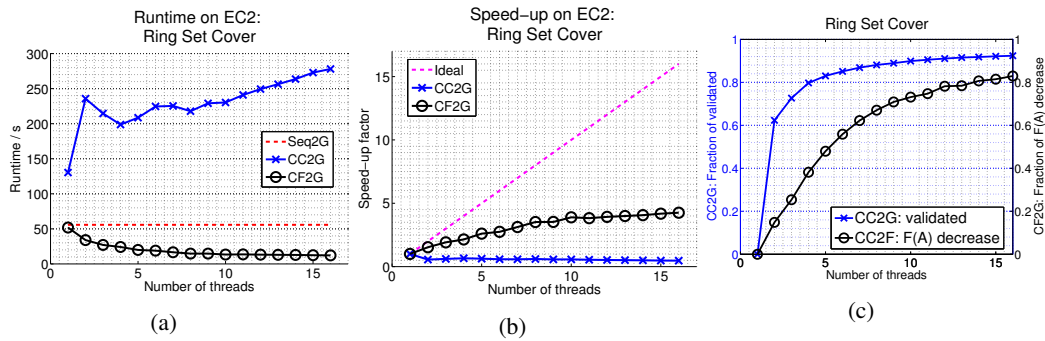 Runtime on EC2:
Ring Set Cover
300
250
200
150
100
50
0
Runtime / s
Seq2G
CC2G
CF2G
0
5
10
15
Number of threads
(a)
Speed−up on EC2:
Ring Set Cover
15
10
5
0
Speed−up factor
Ideal
CC2G
CF2G
0
5
10
15
Number of threads
(b)
Ring Set Cover
1
0.8
0.6
0.4
0.2
0
CC2G: Fraction of validated
CC2G: validated
CC2F: F(A) decrease
5
10
15
Number of threads
1
0.8
0.6
0.4
0.2
0
CF2G: Fraction of F(A) decrease
(c)